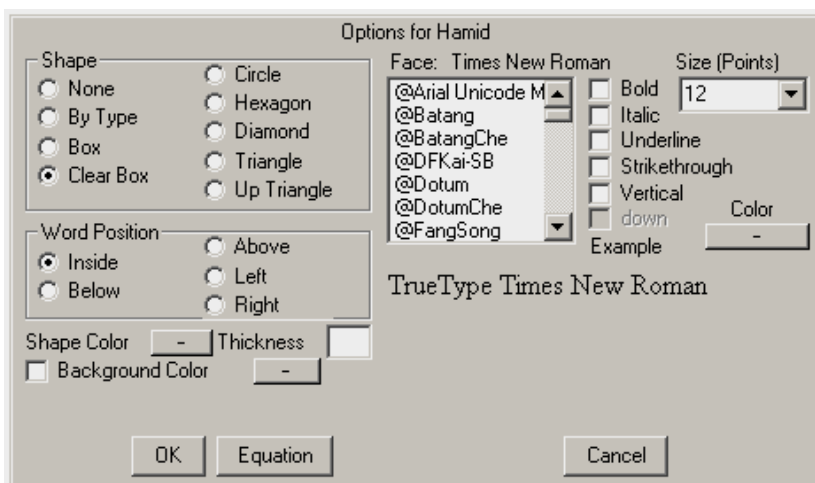 Options for Hamid
Shape
None
By Type
Box
Clear Box
Circle
Hexagon
Diamond
Triangle
Up Triangle
Word Position
Inside
Below
Above
Left
Right
Shape Color - Thickness
Background Color -
Face: Times New Roman
@Arial Unicode M
@Batang
@BatangChe
@DFKai-SB
@Dotum
@DotumChe
@FangSong
Bold
Italic
Underline
Strikethrough
Vertical
down
Size (Points)
12
Color
-
Example
TrueType Times New Roman
OK Equation Cancel